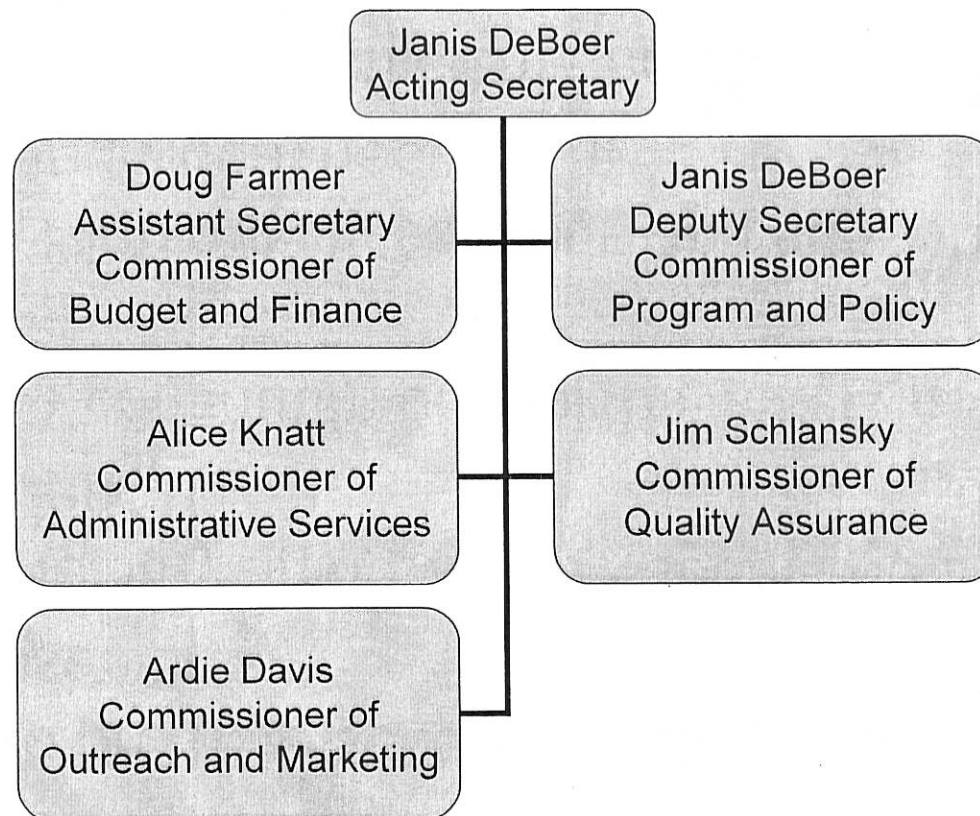 Janis DeBoer
Acting Secretary
Doug Farmer
Assistant Secretary
Commissioner of
Budget and Finance
Janis DeBoer
Deputy Secretary
Commissioner of
Program and Policy
Alice Knatt
Commissioner of
Administrative Services
Jim Schlansky
Commissioner of
Quality Assurance
Ardie Davis
Commissioner of
Outreach and Marketing